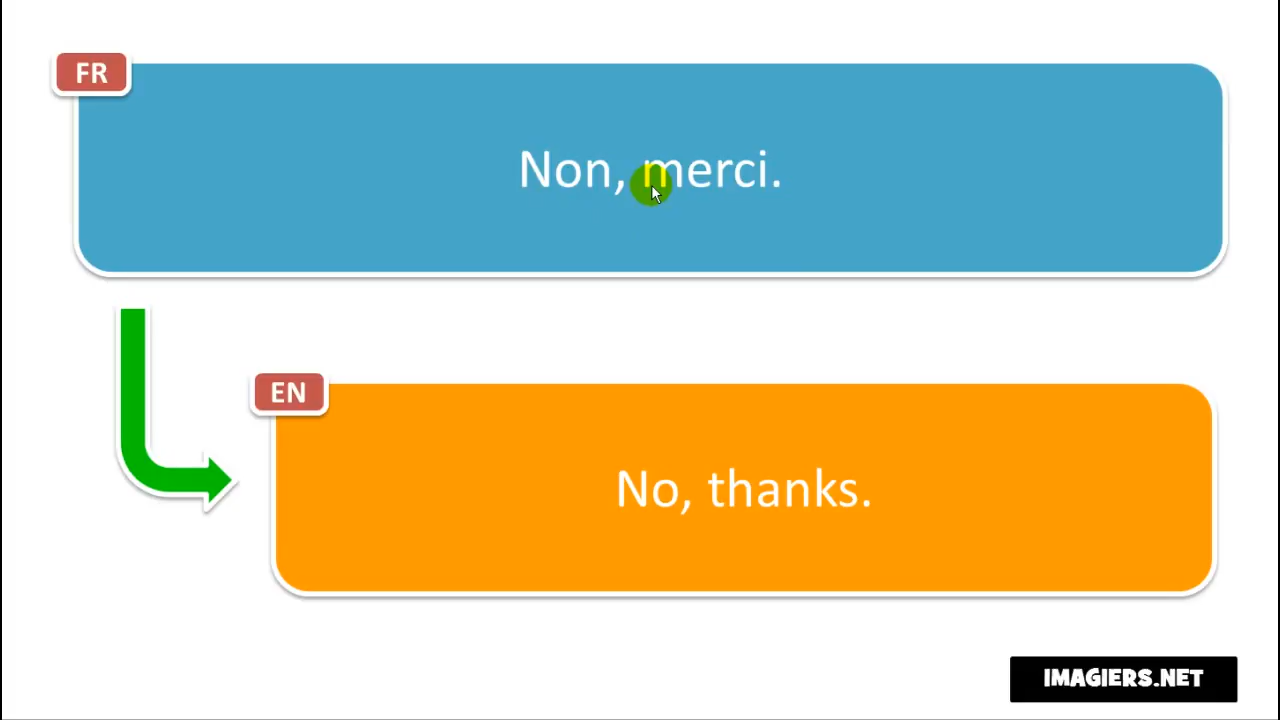 FR
Non, merci.
EN
No, thanks.
IMAGIERS.NET